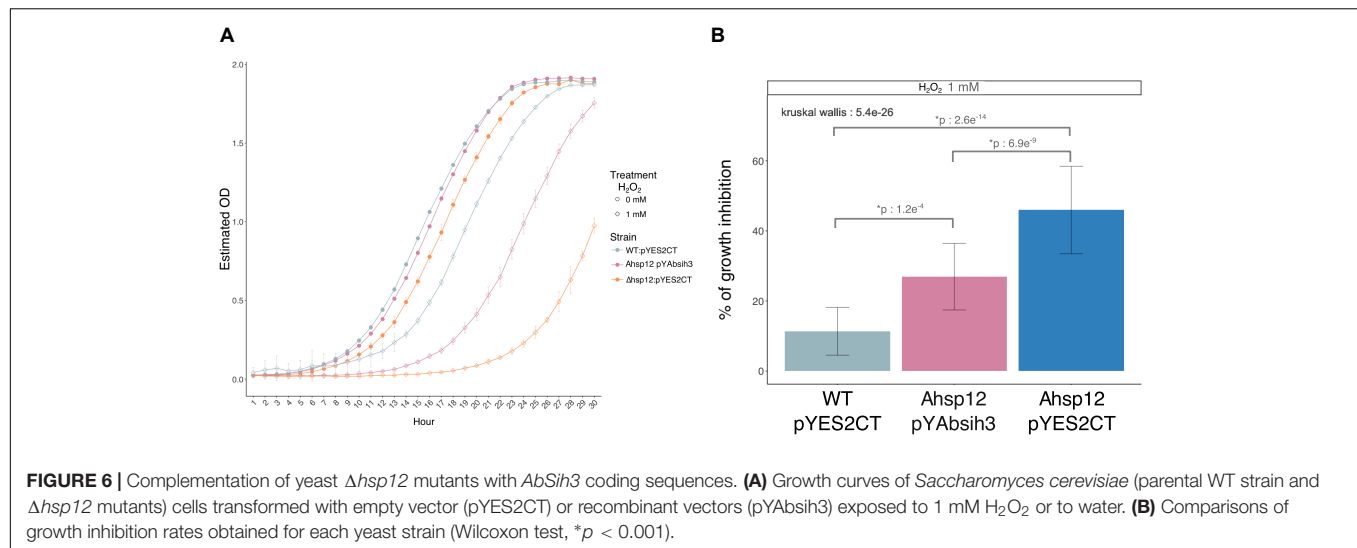 A
2.0
1.5
1.0
0.5
0.0
Estimated OD
1 2 3 4 5 6 7 8 9 10 11 12 13 14 15 16 17 18 19 20 21 22 23 24 25 26 27 28 29 30
Hour
Treatment
H₂O₂
0 mM
1 mM
Strain
WT:pYES2CT
Ahsp12 pYAbsih3
Δhsp12:pYES2CT
B
H₂O₂ 1 mM
kruskal wallis : 5.4e-26
*p : 2.6e⁻¹⁴
*p : 6.9e⁻⁹
*p : 1.2e⁻⁴
60
40
20
0
% of growth inhibition
WT
pYES2CT
Ahsp12
pYAbsih3
Ahsp12
pYES2CT
FIGURE 6 | Complementation of yeast Δhsp12 mutants with AbSih3 coding sequences. (A) Growth curves of Saccharomyces cerevisiae (parental WT strain and
Δhsp12 mutants) cells transformed with empty vector (pYES2CT) or recombinant vectors (pYAbsih3) exposed to 1 mM H₂O₂ or to water. (B) Comparisons of
growth inhibition rates obtained for each yeast strain (Wilcoxon test, *p < 0.001).